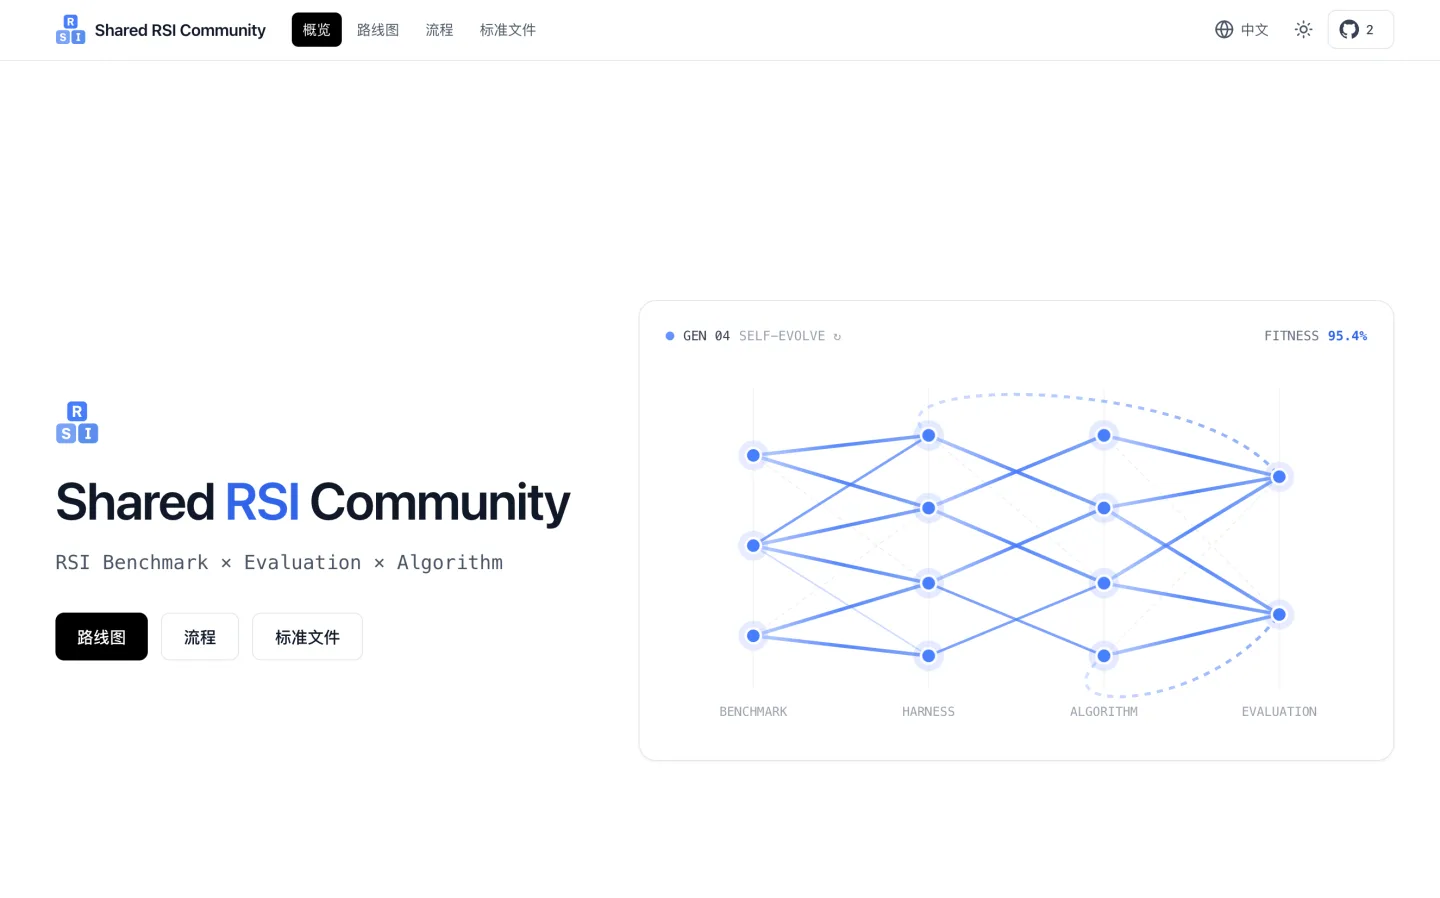 R
S I
Shared RSI Community
概览
路线图
流程
标准文件
中文
2
GEN 04 SELF-EVOLVE ↻
FITNESS 95.4%
R
S I
Shared RSI Community
RSI Benchmark × Evaluation × Algorithm
路线图
流程
标准文件
BENCHMARK
HARNESS
ALGORITHM
EVALUATION